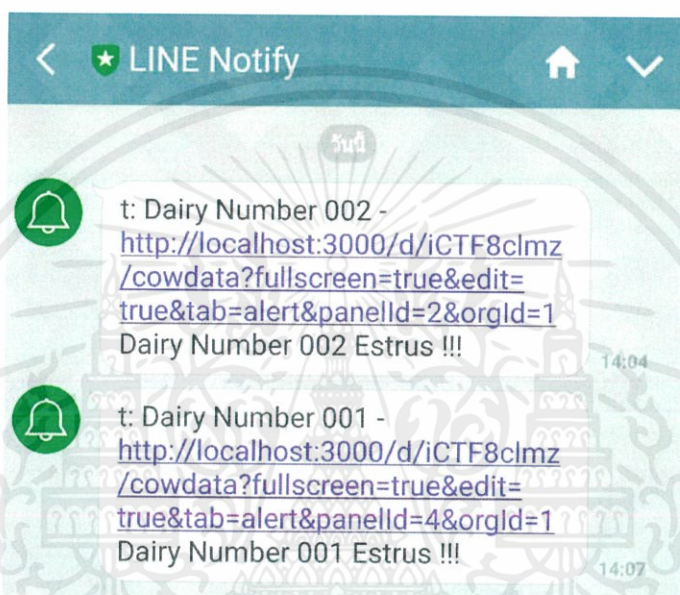 LINE Notify
วันนี้
t: Dairy Number 002 -
http://localhost:3000/d/iCTF8clmz
/cowdata?fullscreen=true&edit=
true&tab=alert&panelId=2&orgId=1
Dairy Number 002 Estrus !!!
14:04
t: Dairy Number 001 -
http://localhost:3000/d/iCTF8clmz
/cowdata?fullscreen=true&edit=
true&tab=alert&panelId=4&orgId=1
Dairy Number 001 Estrus !!!
14:07